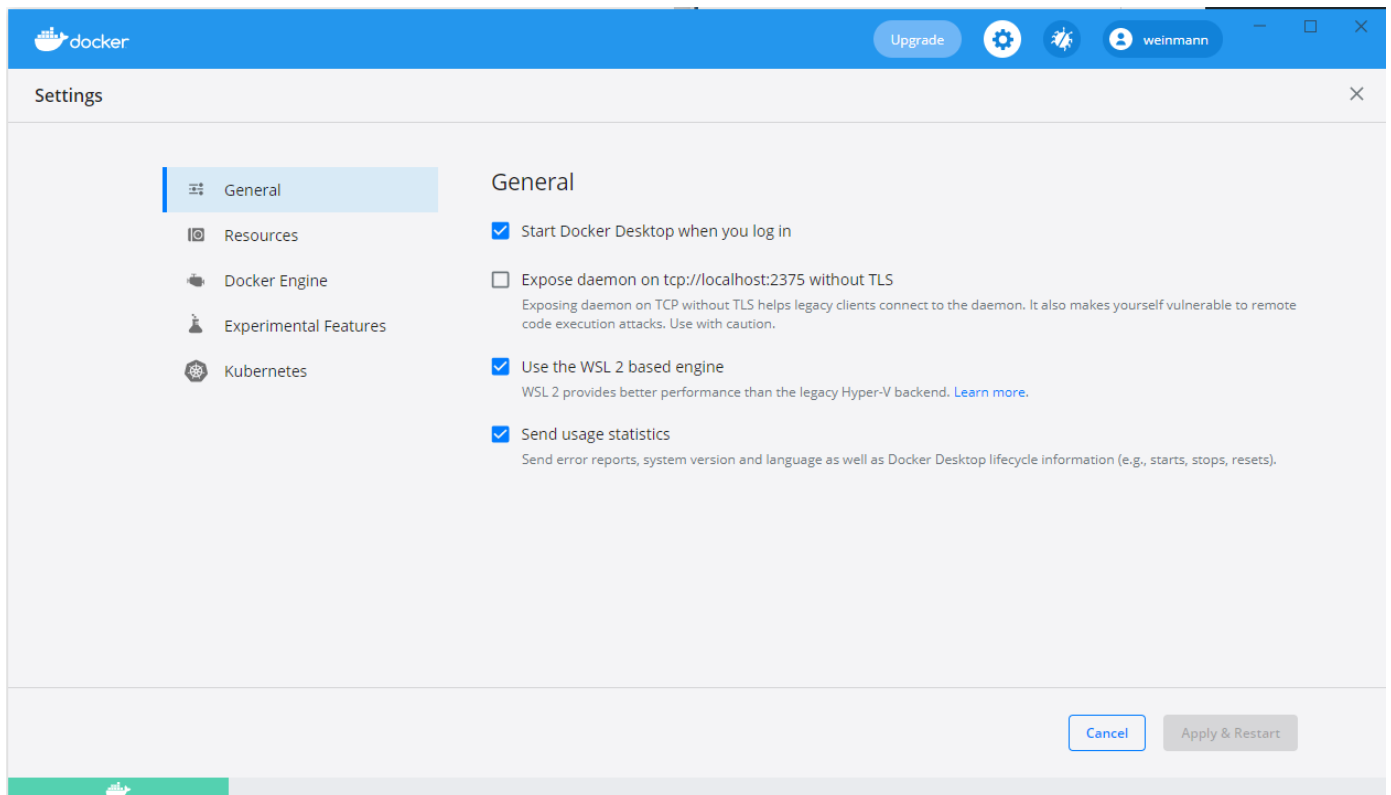 docker
Upgrade
weinmann
Settings
General
Resources
Docker Engine
Experimental Features
Kubernetes
General
Start Docker Desktop when you log in
Expose daemon on tcp://localhost:2375 without TLS
Exposing daemon on TCP without TLS helps legacy clients connect to the daemon. It also makes yourself vulnerable to remote
code execution attacks. Use with caution.
Use the WSL 2 based engine
WSL 2 provides better performance than the legacy Hyper-V backend. Learn more.
Send usage statistics
Send error reports, system version and language as well as Docker Desktop lifecycle information (e.g., starts, stops, resets).
Cancel
Apply & Restart